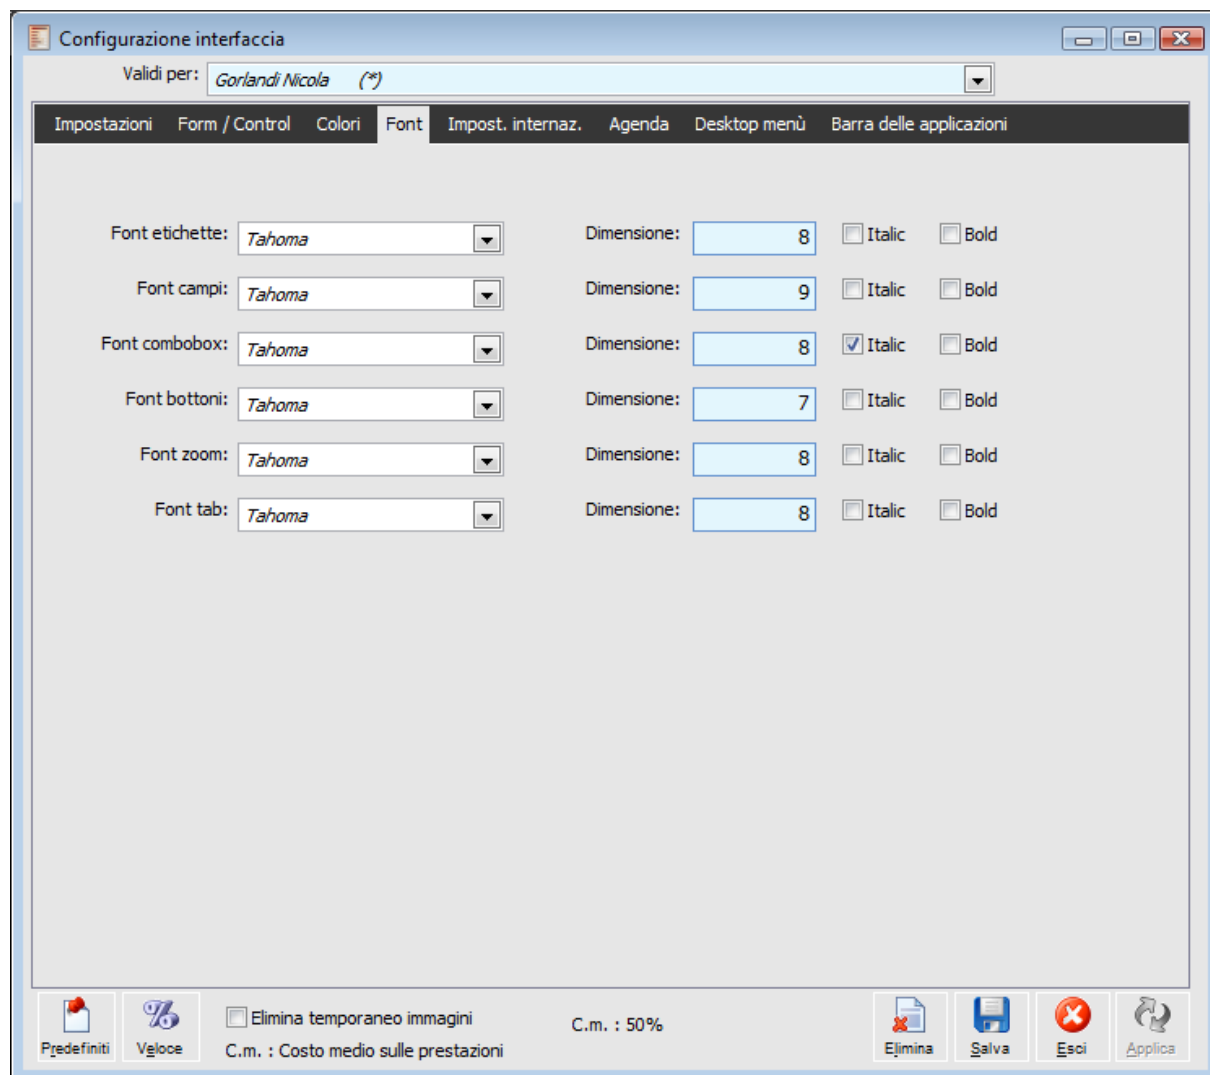 Configurazione interfaccia
Validi per: Gorlandi Nicola (*)
Impostazioni Form / Control Colori Font Impost. internaz. Agenda Desktop menù Barra delle applicazioni
Font etichette: Tahoma Dimensione: 8 Italic Bold
Font campi: Tahoma Dimensione: 9 Italic Bold
Font combobox: Tahoma Dimensione: 8 Italic Bold
Font bottoni: Tahoma Dimensione: 7 Italic Bold
Font zoom: Tahoma Dimensione: 8 Italic Bold
Font tab: Tahoma Dimensione: 8 Italic Bold
Elimina temporaneo immagini C.m. : 50%
Predefiniti Veloce C.m. : Costo medio sulle prestazioni Elimina Salva Esci Applica